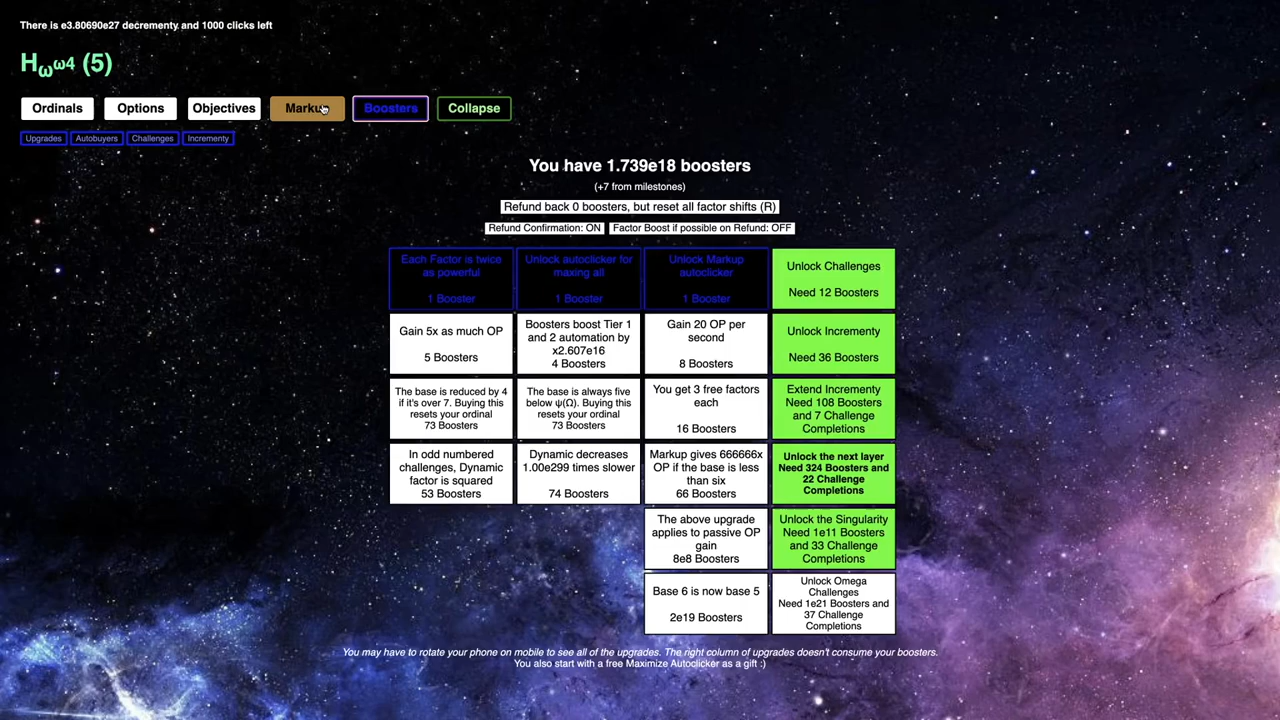 There is e3.80690e27 decrementy and 1000 clicks left
Hωω4 (5)
Ordinals Options Objectives Markup Boosters Collapse
Upgrades Autobuyers Challenges Incrementy
You have 1.739e18 boosters
(+7 from milestones)
Refund back 0 boosters, but reset all factor shifts (R)
Refund Confirmation: ON Factor Boost if possible on Refund: OFF
Each Factor is twice
as powerful
1 Booster
Unlock autoclicker for
maxing all
1 Booster
Unlock Markup
autoclicker
1 Booster
Unlock Challenges
Need 12 Boosters
Gain 5x as much OP
5 Boosters
Boosters boost Tier 1
and 2 automation by
x2.607e16
4 Boosters
Gain 20 OP per
second
8 Boosters
Unlock Incrementy
Need 36 Boosters
The base is reduced by 4
if it's over 7. Buying this
resets your ordinal
73 Boosters
The base is always five
below ψ(Ω). Buying this
resets your ordinal
73 Boosters
You get 3 free factors
each
16 Boosters
Extend Incrementy
Need 108 Boosters
and 7 Challenge
Completions
In odd numbered
challenges, Dynamic
factor is squared
53 Boosters
Dynamic decreases
1.00e299 times slower
74 Boosters
Markup gives 666666x
OP if the base is less
than six
66 Boosters
Unlock the next layer
Need 324 Boosters and
22 Challenge
Completions
The above upgrade
applies to passive OP
gain
8e8 Boosters
Unlock the Singularity
Need 1e11 Boosters
and 33 Challenge
Completions
Base 6 is now base 5
2e19 Boosters
Unlock Omega
Challenges
Need 1e21 Boosters and
37 Challenge
Completions
You may have to rotate your phone on mobile to see all of the upgrades. The right column of upgrades doesn't consume your boosters.
You also start with a free Maximize Autoclicker as a gift :)